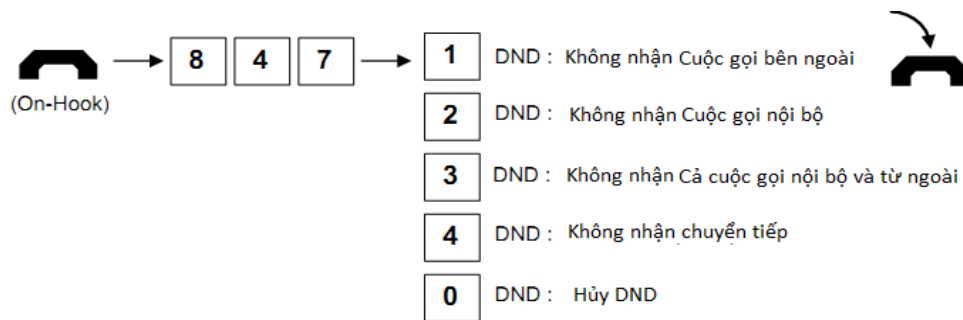 8 4 7 1 DND : Không nhận Cuộc gọi bên ngoài
(On-Hook)
2 DND : Không nhận Cuộc gọi nội bộ
3 DND : Không nhận Cả cuộc gọi nội bộ và từ ngoài
4 DND : Không nhận chuyển tiếp
0 DND : Hủy DND